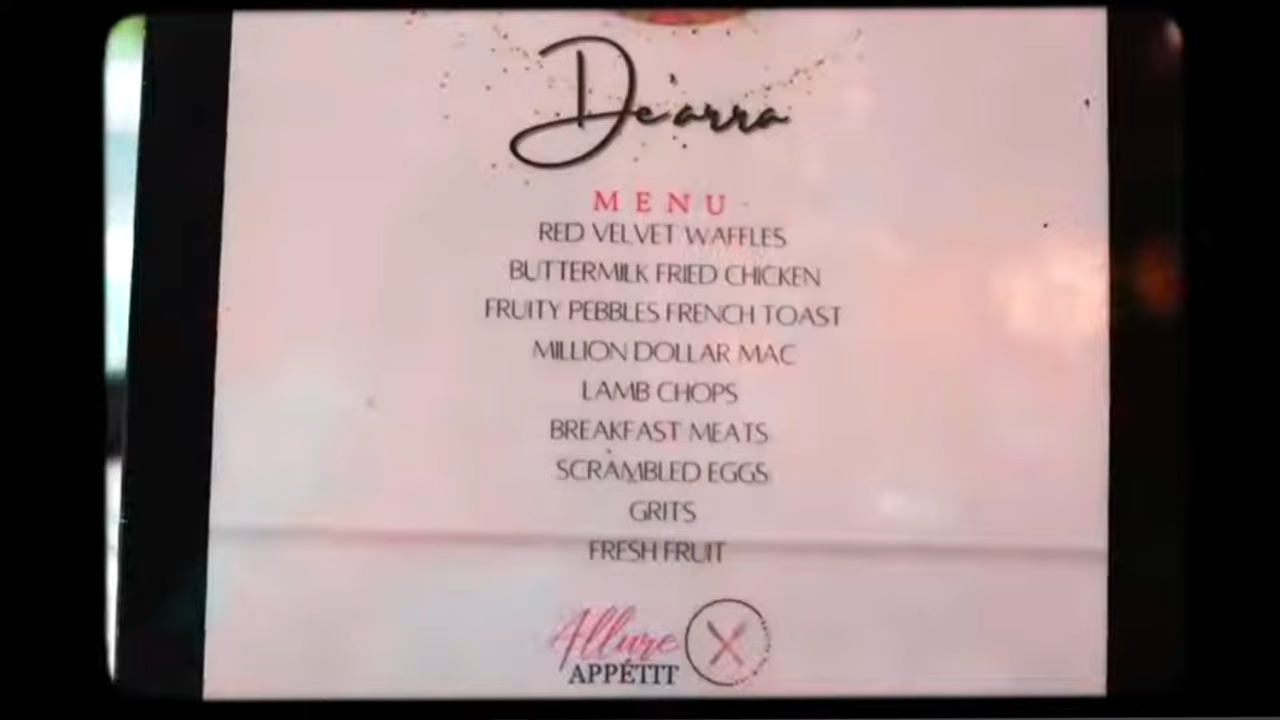 De'arra
MENU
RED VELVET WAFFLES
BUTTERMILK FRIED CHICKEN
FRUITY PEBBLES FRENCH TOAST
MILLION DOLLAR MAC
LAMB CHOPS
BREAKFAST MEATS
SCRAMBLED EGGS
GRITS
FRESH FRUIT
Allure
APPÉTIT